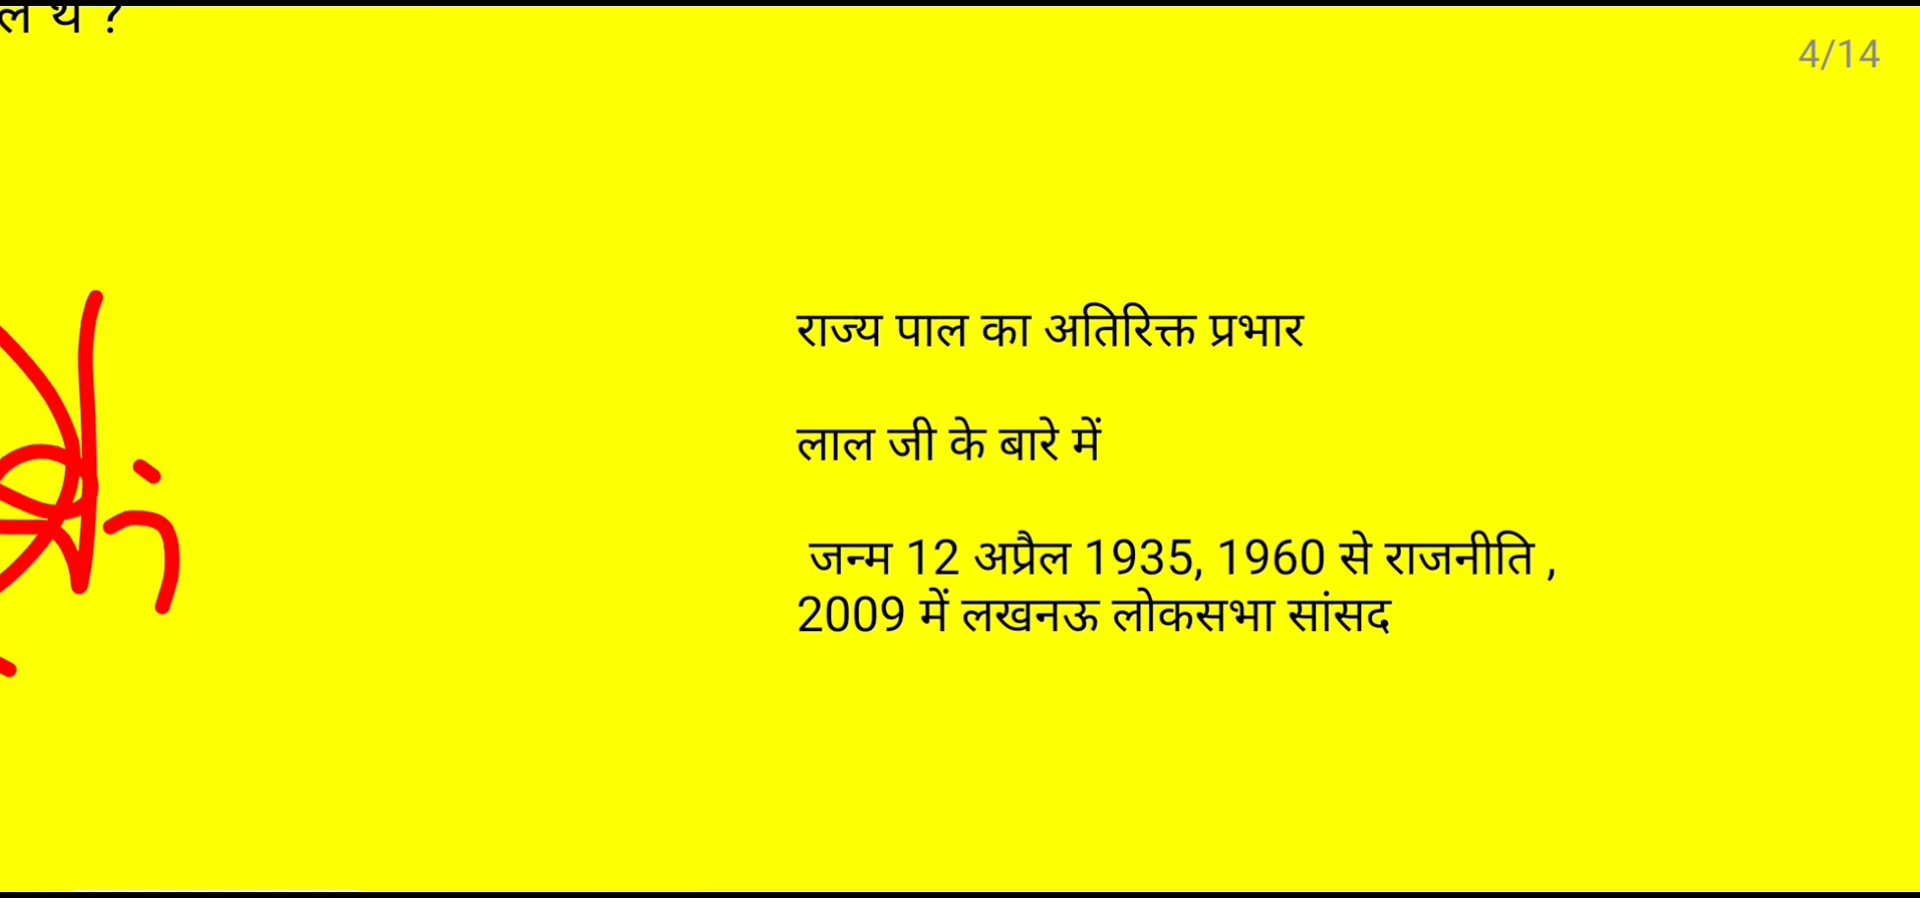 थे ?
4/14
राज्य पाल का अतिरिक्त प्रभार
लाल जी के बारे में
जन्म 12 अप्रैल 1935, 1960 से राजनीति ,
2009 में लखनऊ लोकसभा सांसद